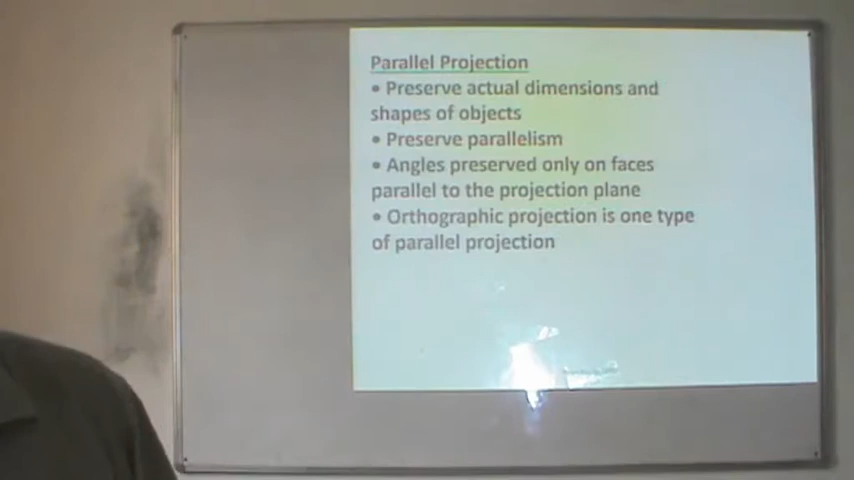 Parallel Projection
• Preserve actual dimensions and
shapes of objects
• Preserve parallelism
• Angles preserved only on faces
parallel to the projection plane
• Orthographic projection is one type
of parallel projection